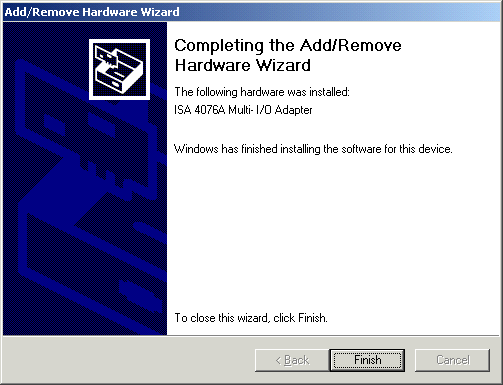 Add/Remove Hardware Wizard
Completing the Add/Remove
Hardware Wizard
The following hardware was installed:
ISA 4076A Multi- I/O Adapter
Windows has finished installing the software for this device.
To close this wizard, click Finish.
< Back Finish Cancel